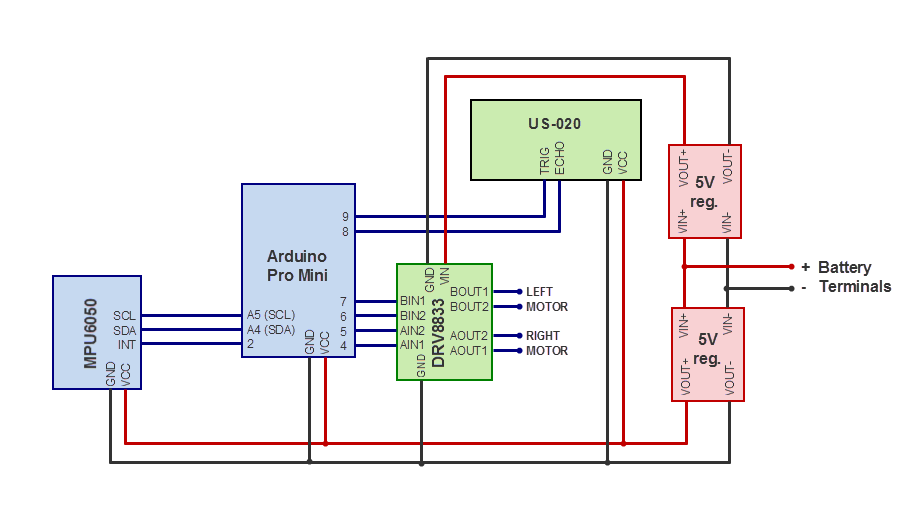 US-020
TRIG
ECHO
GND
VCC
VOUT+
VOUT-
5V
reg.
VIN+
VIN-
9
8
Arduino
Pro Mini
A5 (SCL)
A4 (SDA)
2
7
6
5
4
GND
VCC
MPU6050
SCL
SDA
INT
GND
VCC
GND
VIN
BIN1
BIN2
AIN2
AIN1
DRV8833
BOUT1
BOUT2
AOUT2
AOUT1
GND
LEFT
MOTOR
RIGHT
MOTOR
+ Battery
- Terminals
VIN+
VIN-
5V
reg.
VOUT+
VOUT-